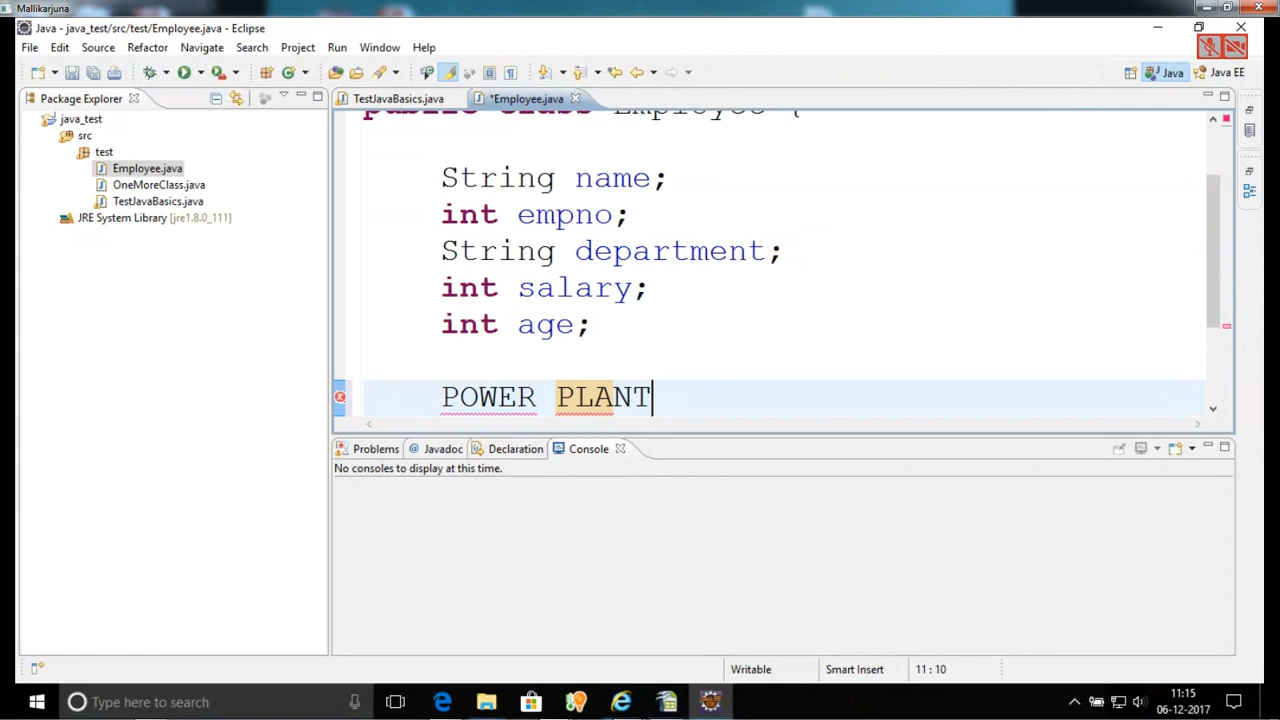 Mallikarjuna
Java - java_test/src/test/Employee.java - Eclipse
File Edit Source Refactor Navigate Search Project Run Window Help
Java Java EE
Package Explorer
TestJavaBasics.java *Employee.java
java_test
src
test
Employee.java
OneMoreClass.java
TestJavaBasics.java
JRE System Library [jre1.8.0_111]
public class Employee {
String name;
int empno;
String department;
int salary;
int age;
POWER PLANT
Problems @ Javadoc Declaration Console
No consoles to display at this time.
Writable Smart Insert 11 : 10
Type here to search
11:15
06-12-2017